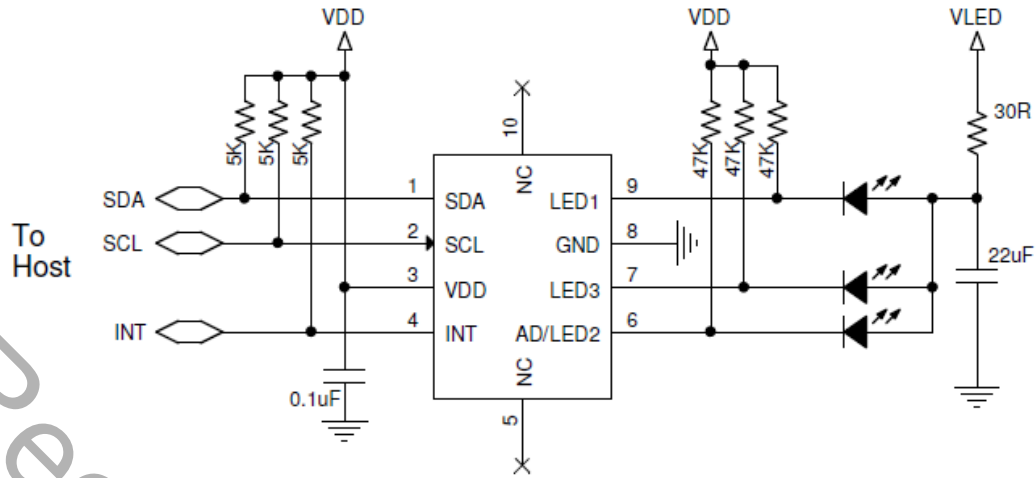 VDD
VDD
VLED
30R
5K
5K
5K
47K
47K
47K
10
NC
SDA
1
SDA
LED1
9
To
Host
SCL
2
SCL
GND
8
22uF
3
VDD
LED3
7
INT
4
INT
AD/LED2
6
NC
0.1uF
5